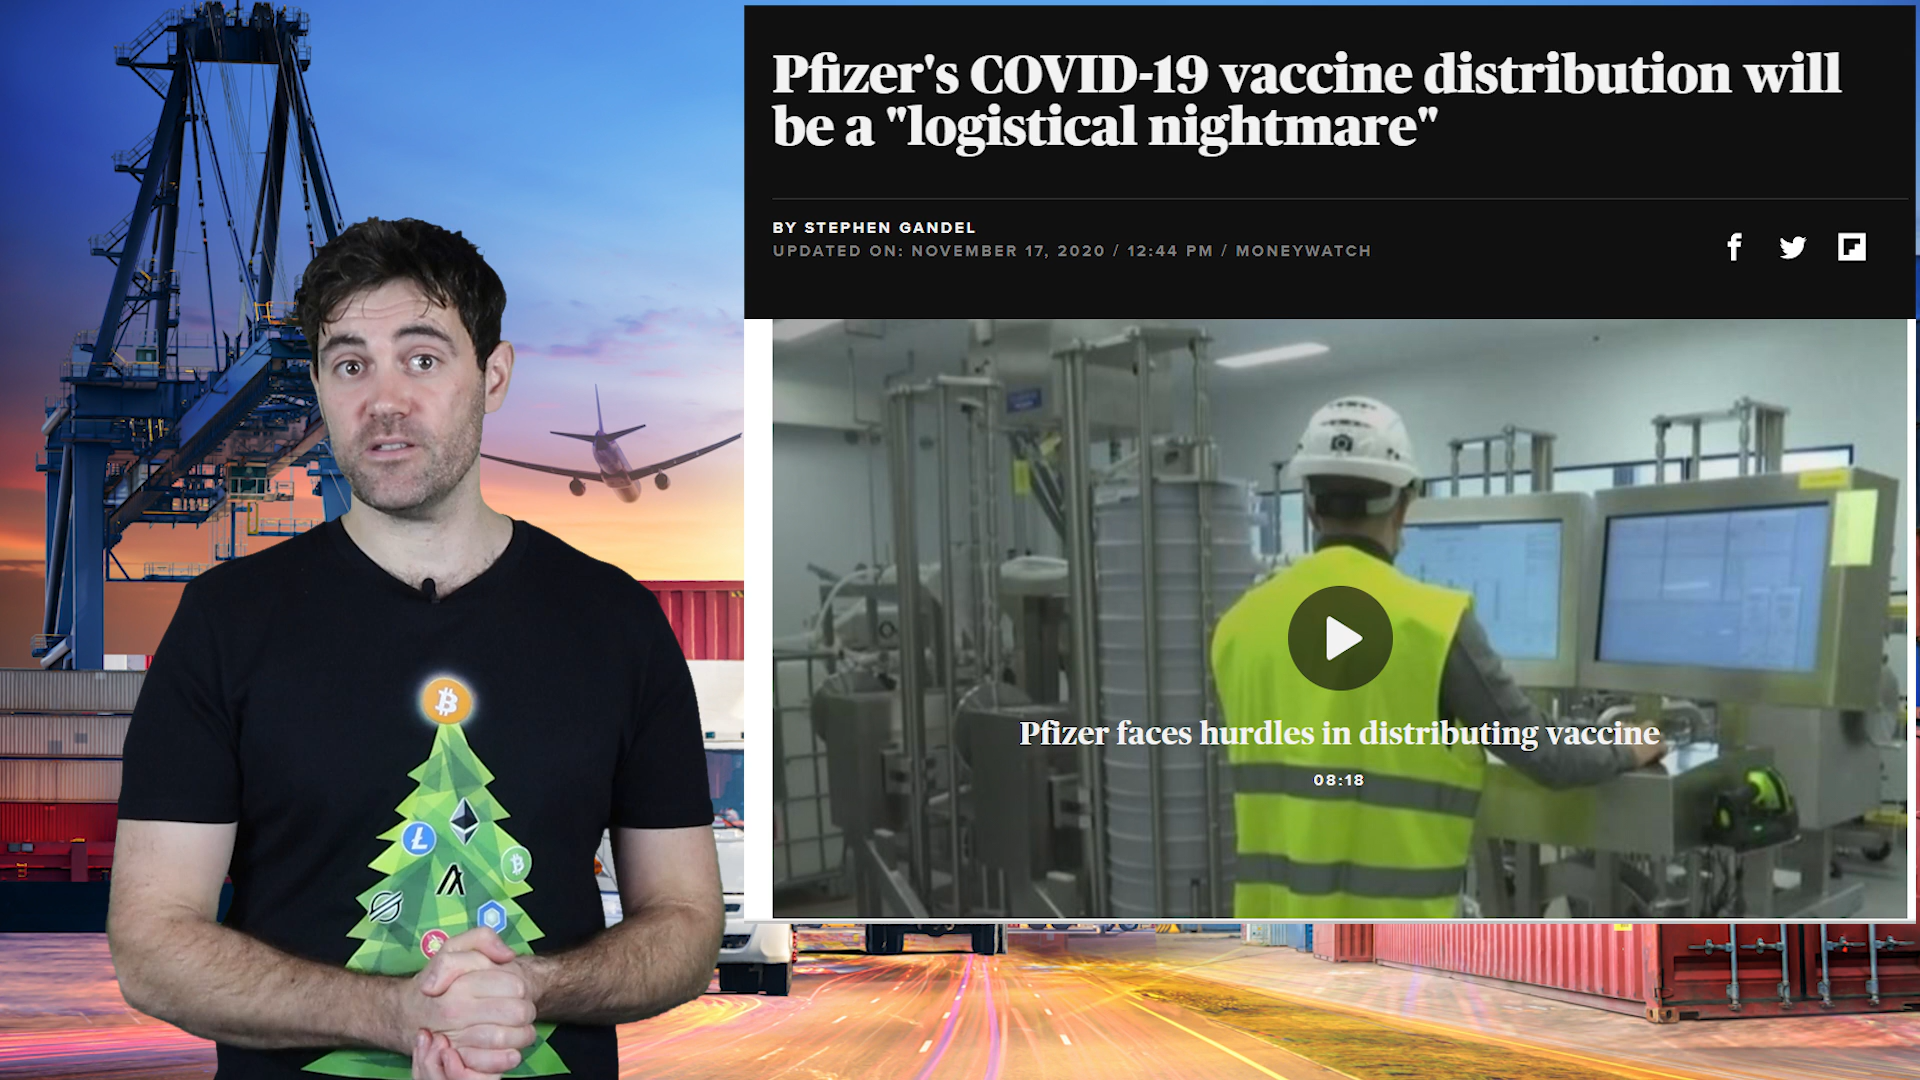 Pfizer's COVID-19 vaccine distribution will
be a "logistical nightmare"
BY STEPHEN GANDEL
UPDATED ON: NOVEMBER 17, 2020 / 12:44 PM / MONEYWATCH
Pfizer faces hurdles in distributing vaccine
08:18